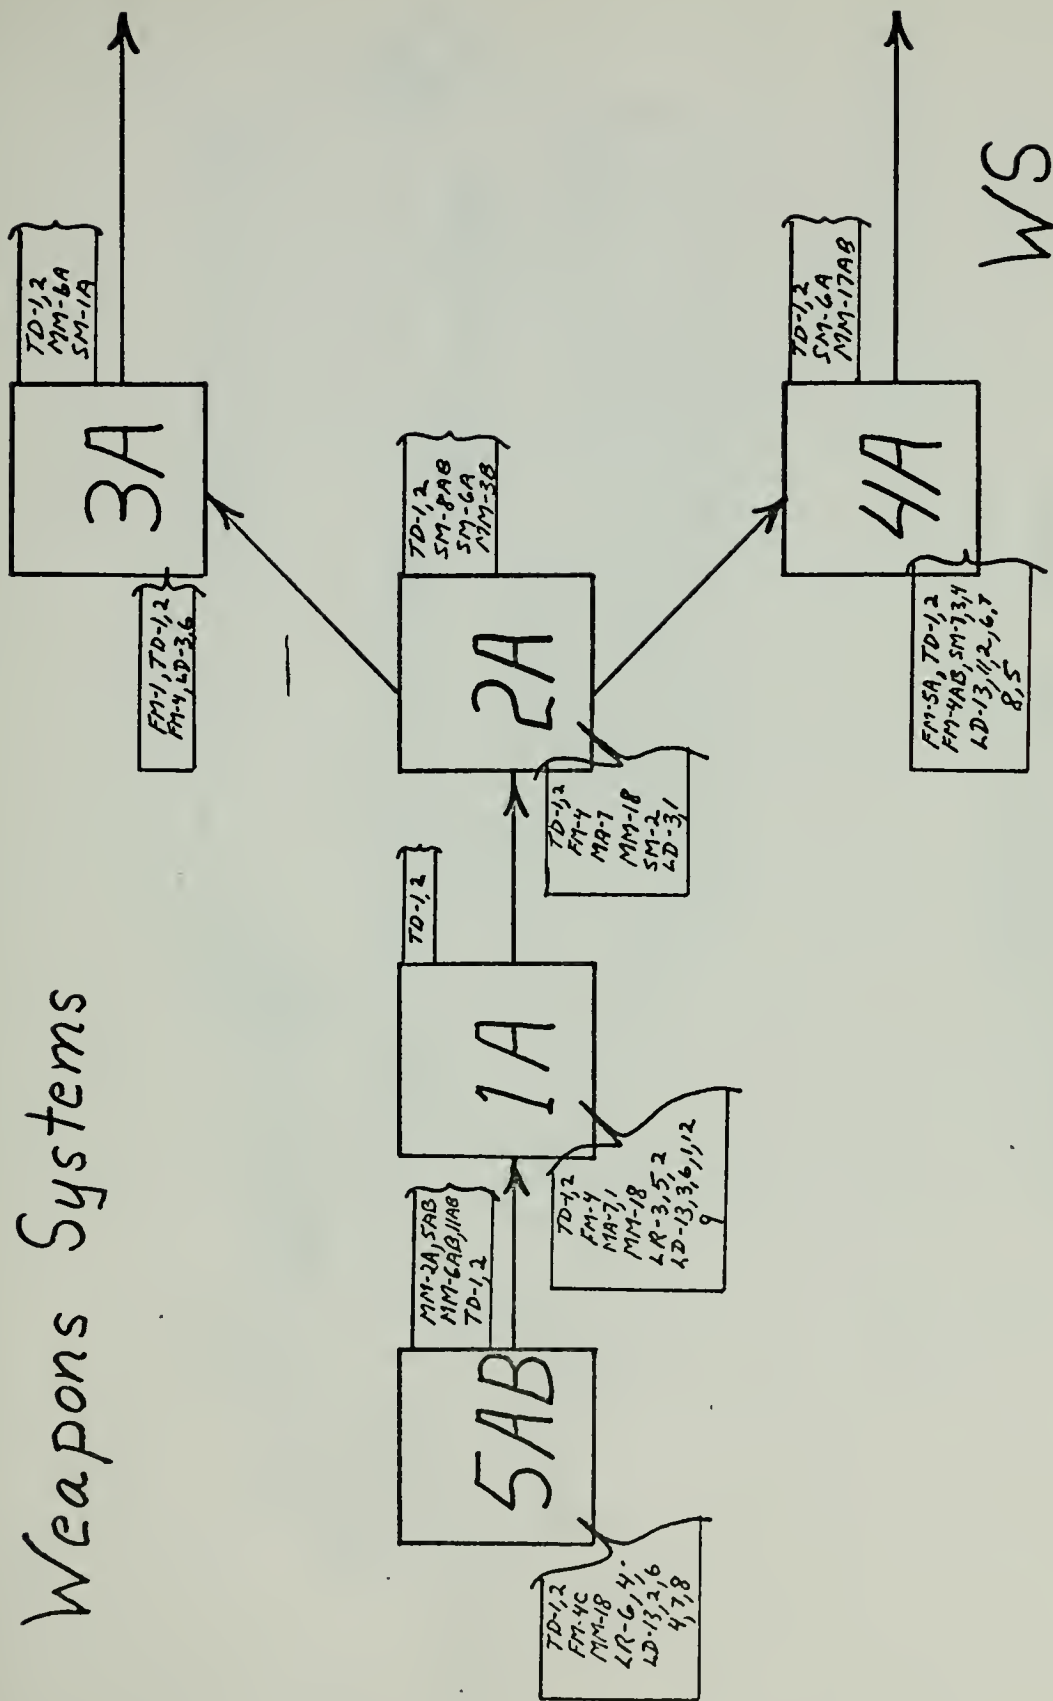 Weapons Systems
5AB
TD-1,2
FM-4C
MM-18
LR-6,4,
LD-13,2,6
4,7,8
MM-2A,5AB
MM-6AB,11AB
TD-1,2
1A
TD-1,2
FM-4
MA-7,1
MM-18
LR-3,5,2
LD-13,3,6,1,12
9
TD-1,2
2A
TD-1,2
FM-4
MA-7
MM-18
SM-2
LD-3,1
TD-1,2
SM-8AB
SM-6A
MM-3B
3A
FM-1,TD-1,2
FM-4,LD-3,6
TD-1,2
MM-6A
SM-1A
4A
FM-5A,TD-1,2
FM-4AB,SM-7,3,4
LD-13,11,2,6,7
8,5
TD-1,2
SM-6A
MM-17AB
WS